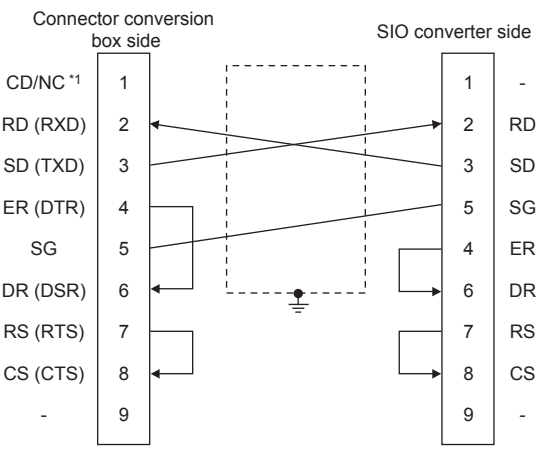 Connector conversion
box side
SIO converter side
CD/NC *1 1 1 -
RD (RXD) 2 2 RD
SD (TXD) 3 3 SD
ER (DTR) 4 5 SG
SG 5 4 ER
DR (DSR) 6 6 DR
RS (RTS) 7 7 RS
CS (CTS) 8 8 CS
- 9 9 -